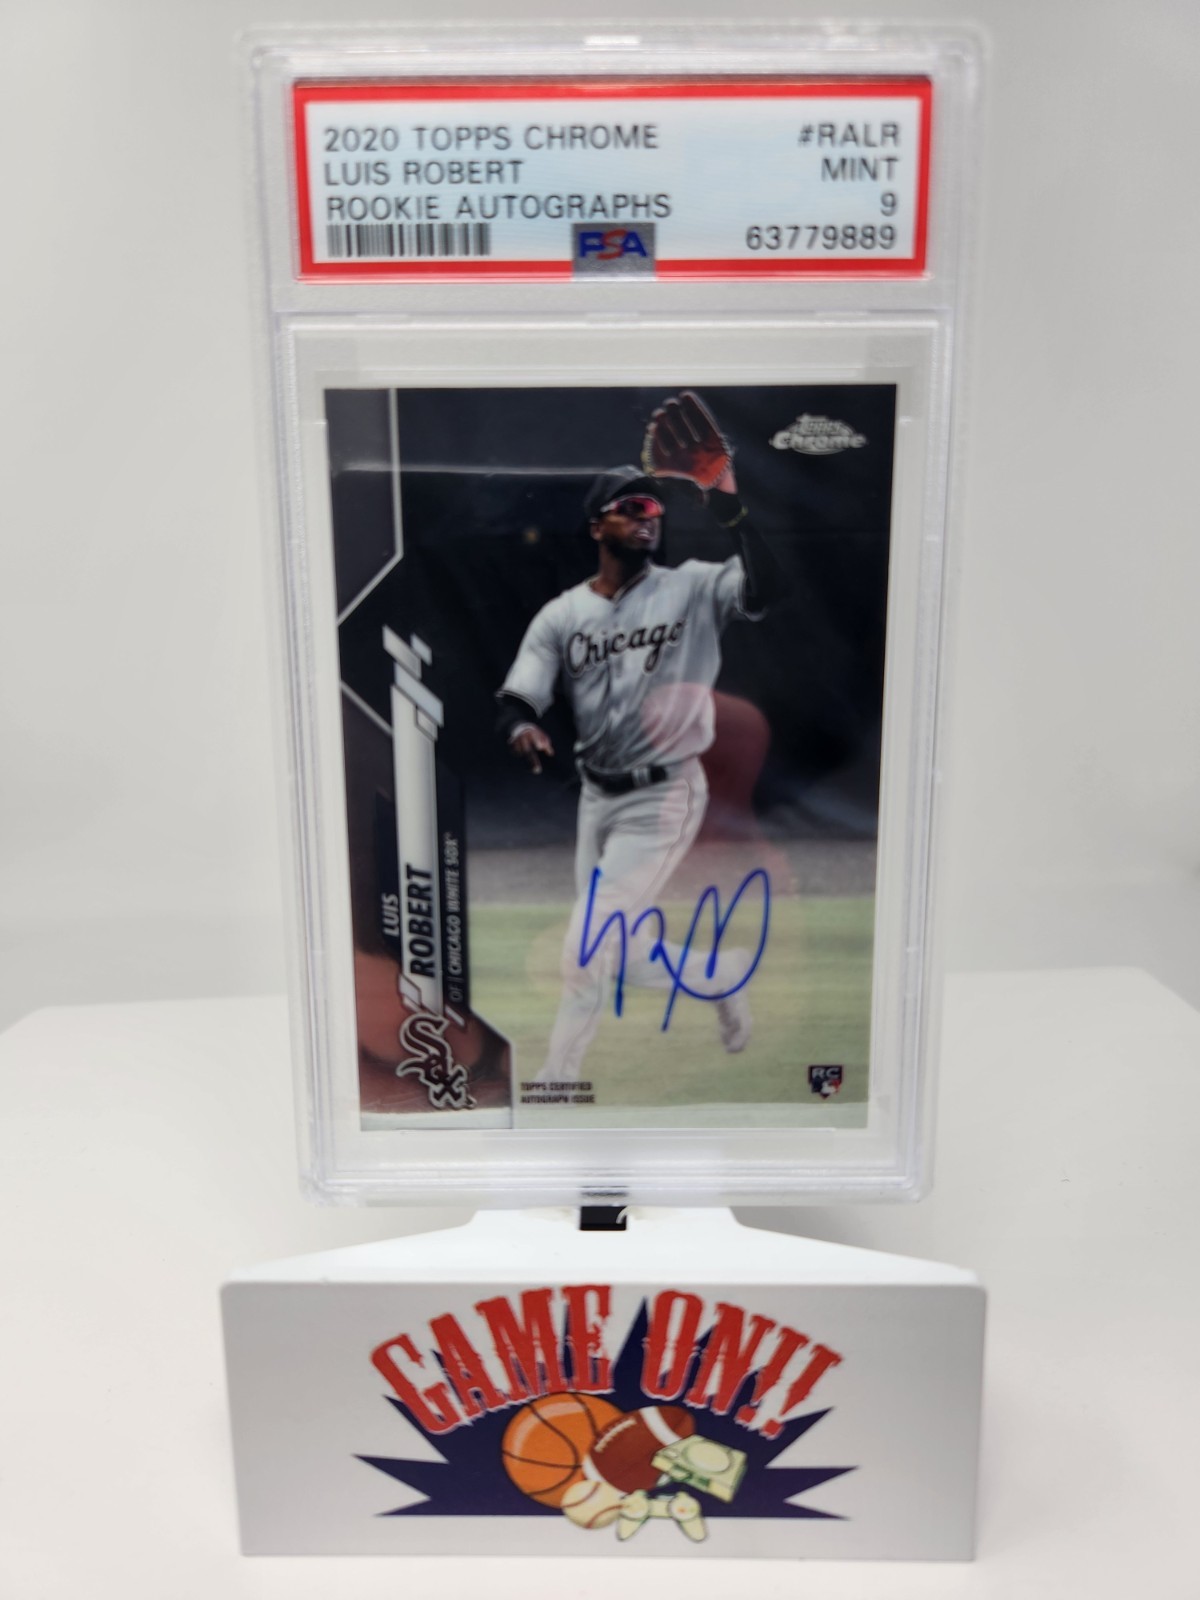 2020 TOPPS CHROME #RALR
LUIS ROBERT MINT
ROOKIE AUTOGRAPHS 9
PSA 63779889
Topps
Chrome
Chicago
LUIS
ROBERT
OF | CHICAGO WHITE SOX™
SOX
TOPPS CERTIFIED
AUTOGRAPH ISSUE
RC
GAME ON!!